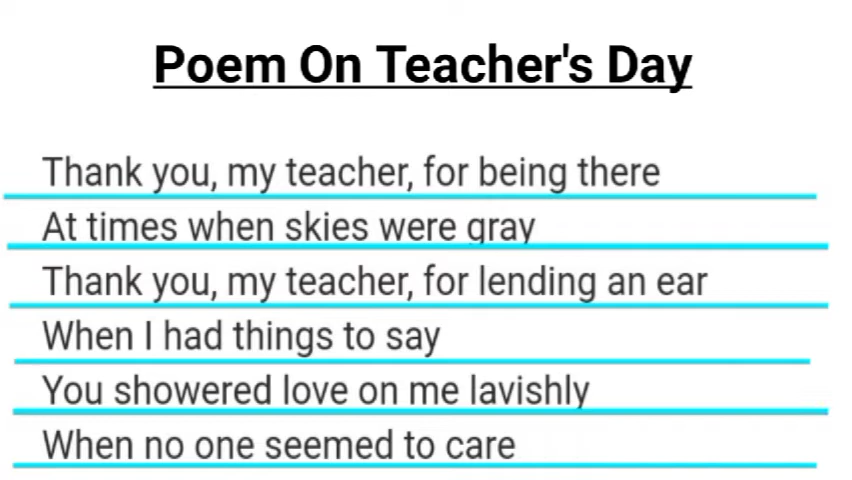 Poem On Teacher's Day
Thank you, my teacher, for being there
At times when skies were gray
Thank you, my teacher, for lending an ear
When I had things to say
You showered love on me lavishly
When no one seemed to care